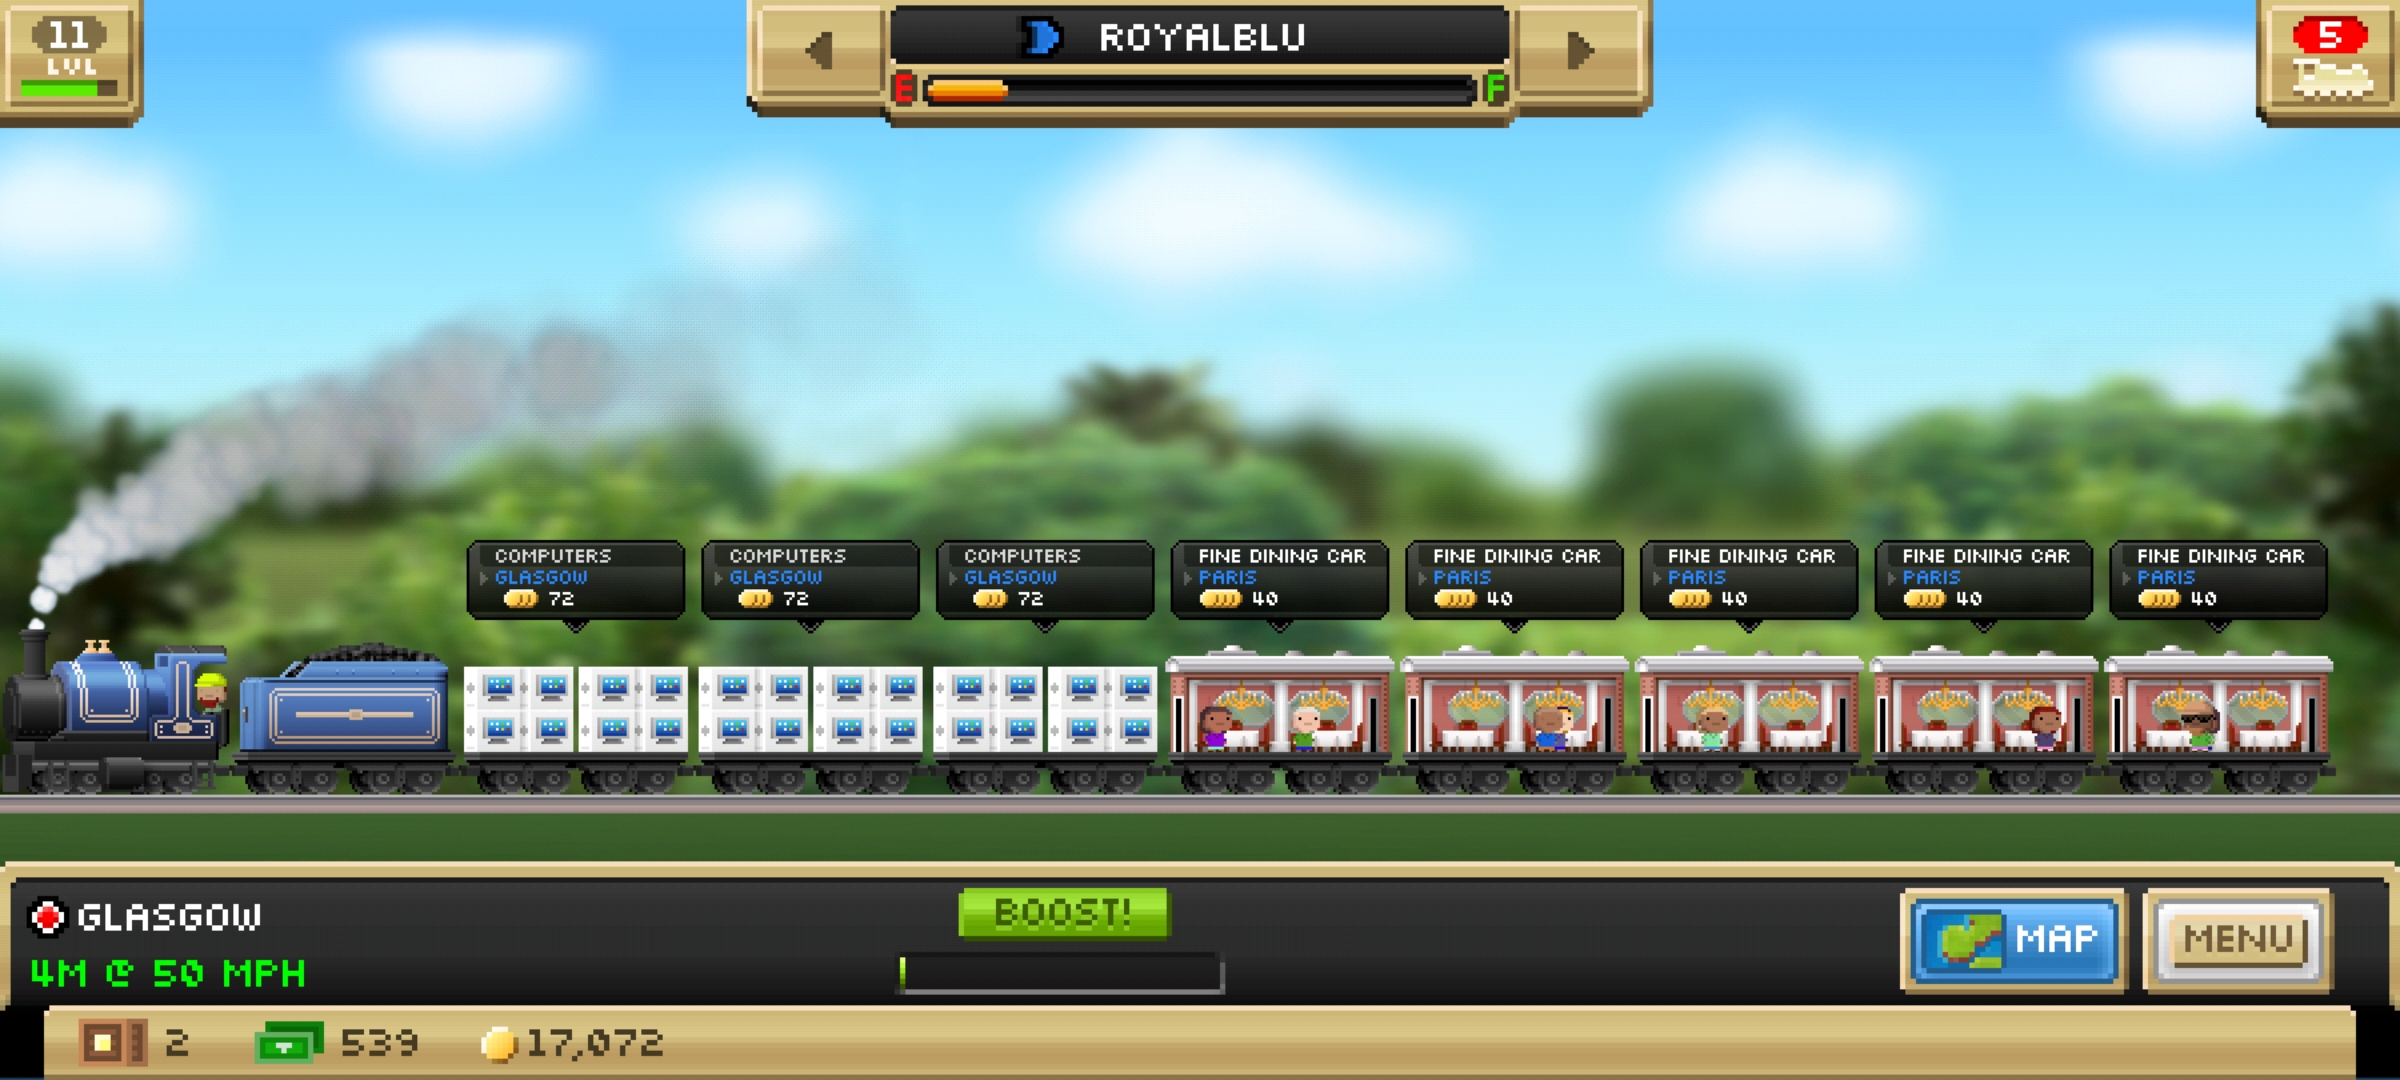 11
LVL
ROYALBLU
E F
5
COMPUTERS
GLASGOW
72
COMPUTERS
GLASGOW
72
COMPUTERS
GLASGOW
72
FINE DINING CAR
PARIS
40
FINE DINING CAR
PARIS
40
FINE DINING CAR
PARIS
40
FINE DINING CAR
PARIS
40
FINE DINING CAR
PARIS
40
GLASGOW
4M @ 50 MPH
BOOST!
MAP
MENU
2 539 17,072